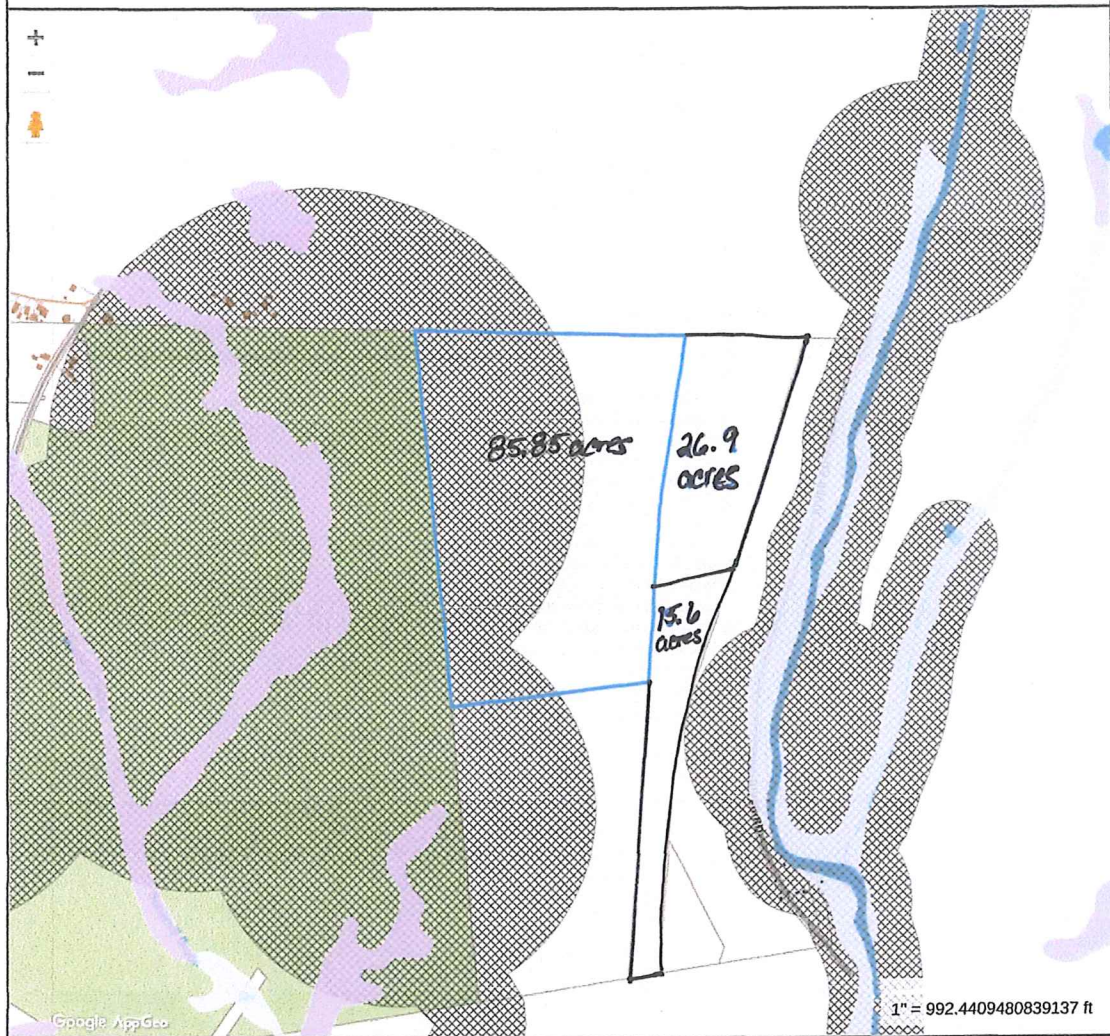 +
−
85.85 acres
26.9
acres
15.6
acres
Google AppGeo
1" = 992.4409480839137 ft